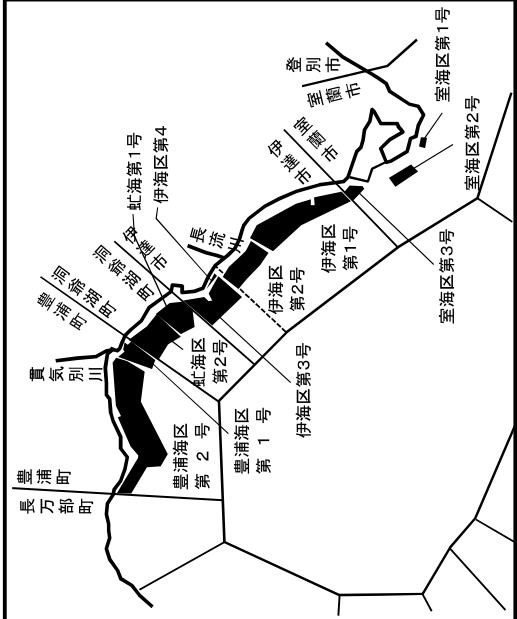 室海区第1号
登別市
室蘭市
室海区第2号
室蘭市
伊達市
虻海第1号
伊海区第4
長流川
伊達市
洞爺湖町
洞爺湖町
豊浦町
伊海区
第1号
伊海区
第2号
室海区第3号
虻海区
第2号
伊海区第3号
貫気別川
豊浦海区
第1号
豊浦海区
第2号
豊浦町
長万部町